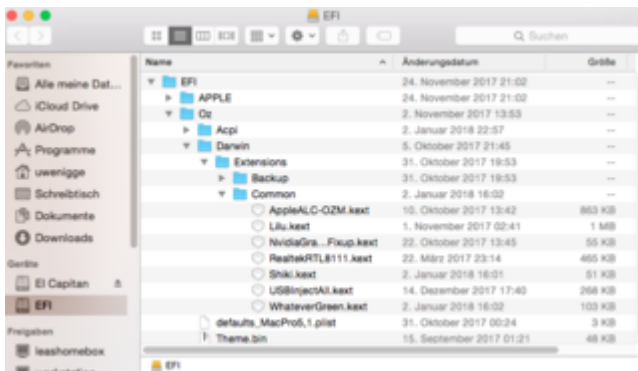 EFI
Suchen
Favoriten
Alle meine Dat...
iCloud Drive
AirDrop
Programme
uwenigge
Schreibtisch
Dokumente
Downloads
Geräte
El Capitan
EFI
Freigaben
leashomebox
workstation
Name Änderungsdatum Größe
EFI 24. November 2017 21:02 --
APPLE 24. November 2017 21:02 --
Oz 2. November 2017 13:53 --
Acpi 2. Januar 2018 22:57 --
Darwin 5. Oktober 2017 21:45 --
Extensions 31. Oktober 2017 19:53 --
Backup 31. Oktober 2017 19:53 --
Common 2. Januar 2018 16:02 --
AppleALC-OZM.kext 10. Oktober 2017 13:42 863 KB
Lilu.kext 1. November 2017 02:41 1 MB
NvidiaGra...Fixup.kext 22. Oktober 2017 13:45 55 KB
RealtekRTL8111.kext 22. März 2017 23:14 465 KB
Shiki.kext 2. Januar 2018 16:01 51 KB
USBInjectAll.kext 14. Dezember 2017 17:40 268 KB
WhateverGreen.kext 2. Januar 2018 16:02 103 KB
defaults_MacPro5,1.plist 31. Oktober 2017 00:24 3 KB
Theme.bin 15. September 2017 01:21 48 KB
EFI